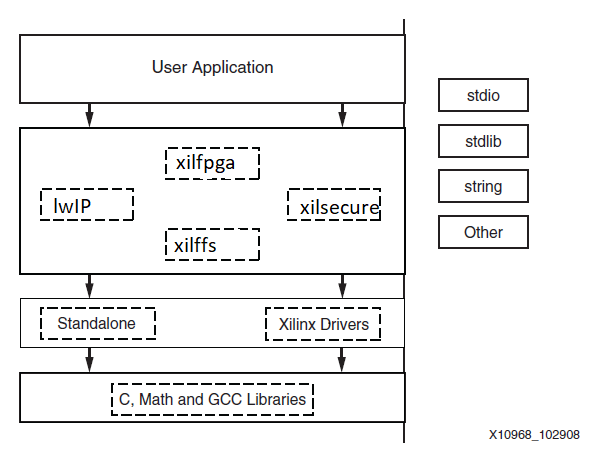 User Application
stdio
stdlib
string
Other
xilfpga
lwIP
xilsecure
xilffs
Standalone
Xilinx Drivers
C, Math and GCC Libraries
X10968_102908